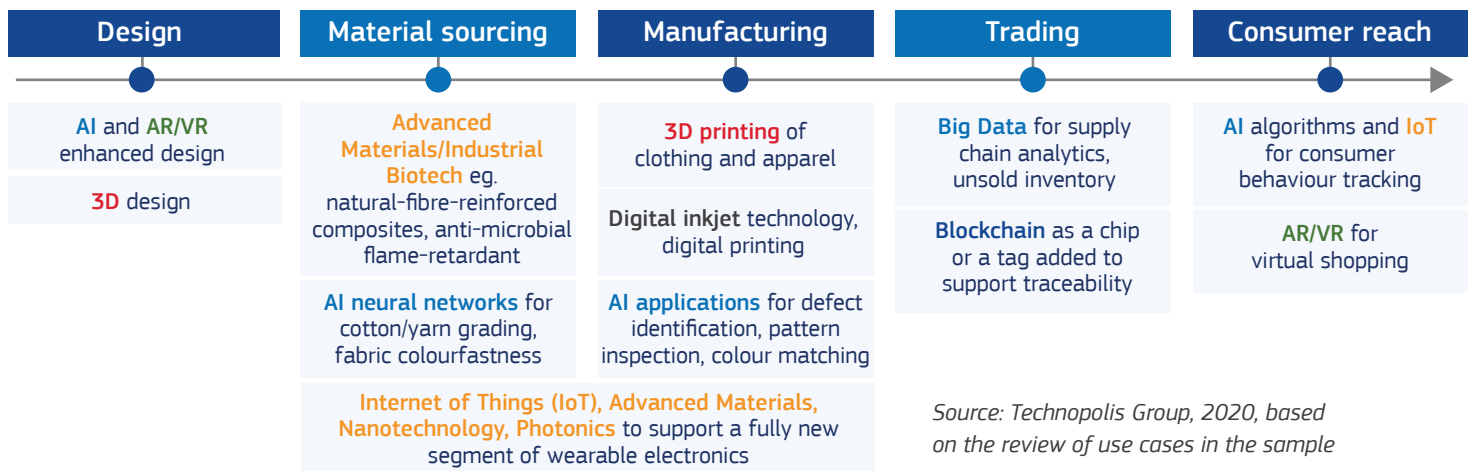 Design
Material sourcing
Manufacturing
Trading
Consumer reach
AI and AR/VR
enhanced design
3D design
Advanced
Materials/Industrial
Biotech eg.
natural-fibre-reinforced
composites, anti-microbial
flame-retardant
AI neural networks for
cotton/yarn grading,
fabric colourfastness
3D printing of
clothing and apparel
Digital inkjet technology,
digital printing
AI applications for defect
identification, pattern
inspection, colour matching
Internet of Things (IoT), Advanced Materials,
Nanotechnology, Photonics to support a fully new
segment of wearable electronics
Big Data for supply
chain analytics,
unsold inventory
Blockchain as a chip
or a tag added to
support traceability
AI algorithms and IoT
for consumer
behaviour tracking
AR/VR for
virtual shopping
Source: Technopolis Group, 2020, based
on the review of use cases in the sample